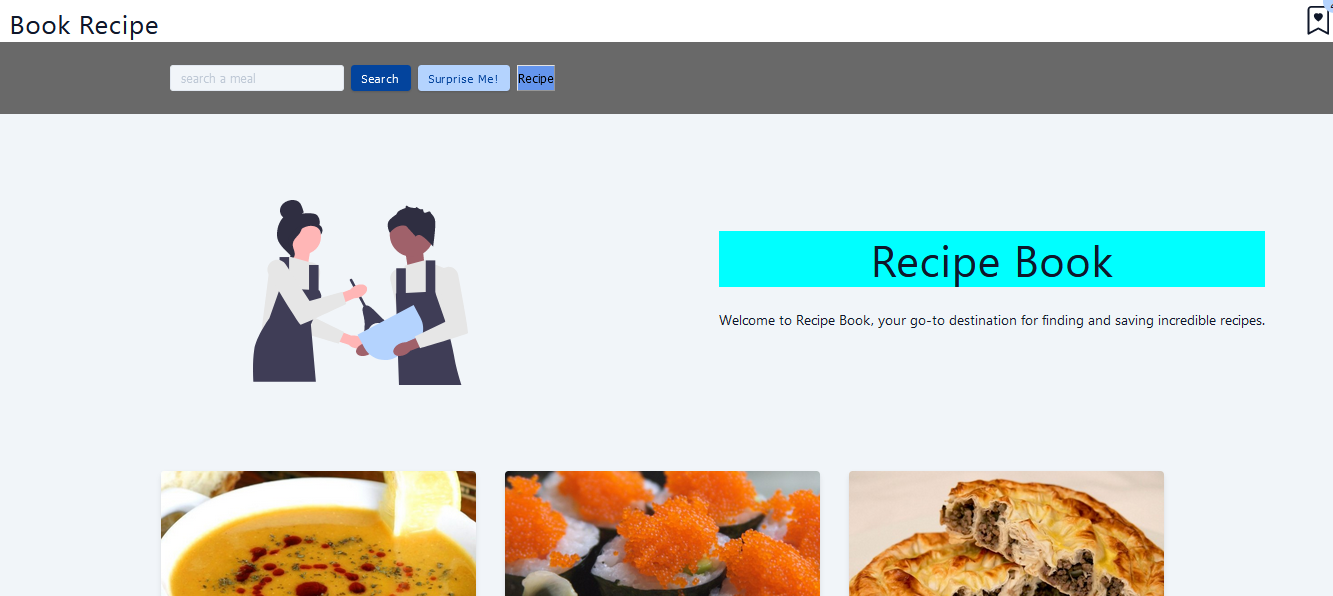 Book Recipe
search a meal
Search
Surprise Me!
Recipe
Recipe Book
Welcome to Recipe Book, your go-to destination for finding and saving incredible recipes.